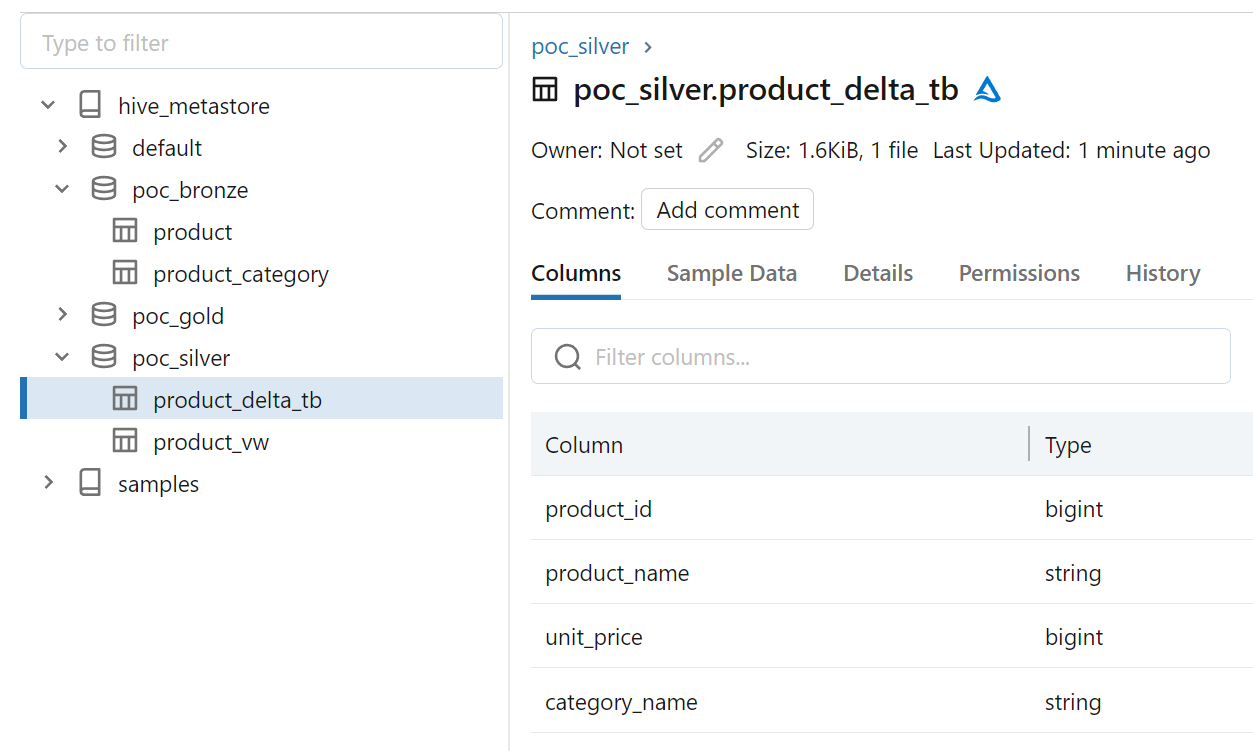 Type to filter
hive_metastore
default
poc_bronze
product
product_category
poc_gold
poc_silver
product_delta_tb
product_vw
samples
poc_silver >
poc_silver.product_delta_tb
Owner: Not set Size: 1.6KiB, 1 file Last Updated: 1 minute ago
Comment: Add comment
Columns Sample Data Details Permissions History
Filter columns...
Column Type
product_id bigint
product_name string
unit_price bigint
category_name string